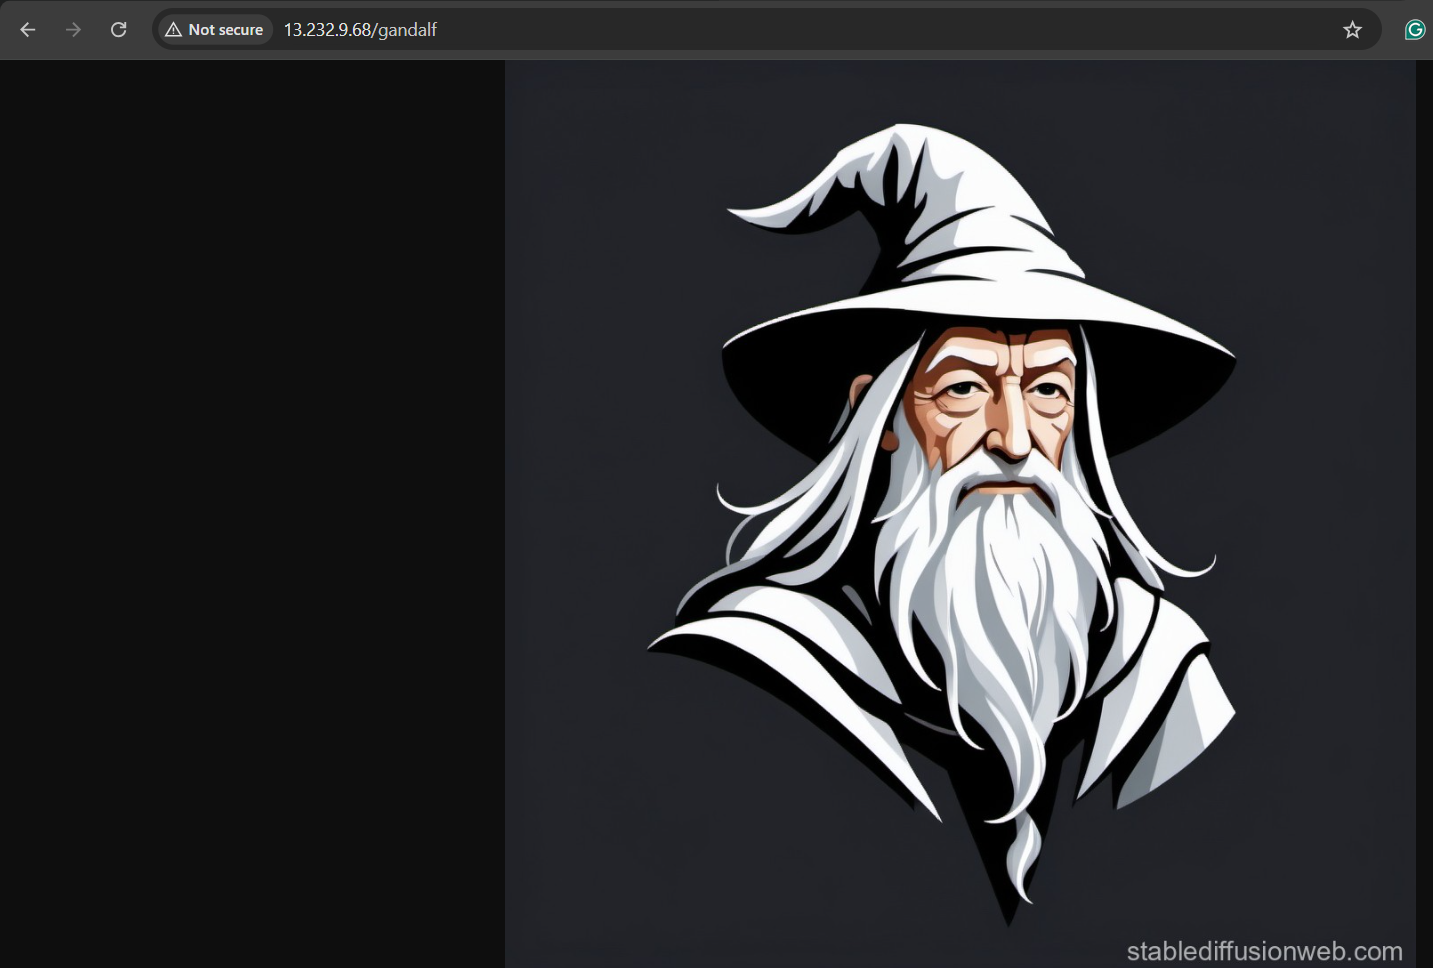 Not secure
13.232.9.68/gandalf
stablediffusionweb.com